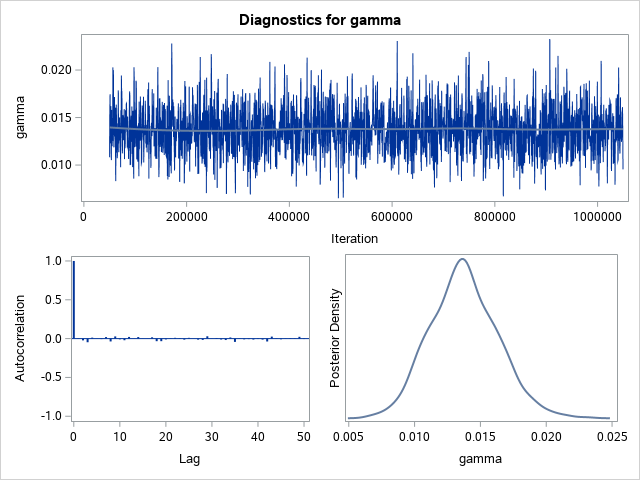 Diagnostics for gamma
gamma
0.020
0.015
0.010
0 200000 400000 600000 800000 1000000
Iteration
Autocorrelation
1.0
0.5
0.0
-0.5
-1.0
0 10 20 30 40 50
Lag
Posterior Density
0.005 0.010 0.015 0.020 0.025
gamma